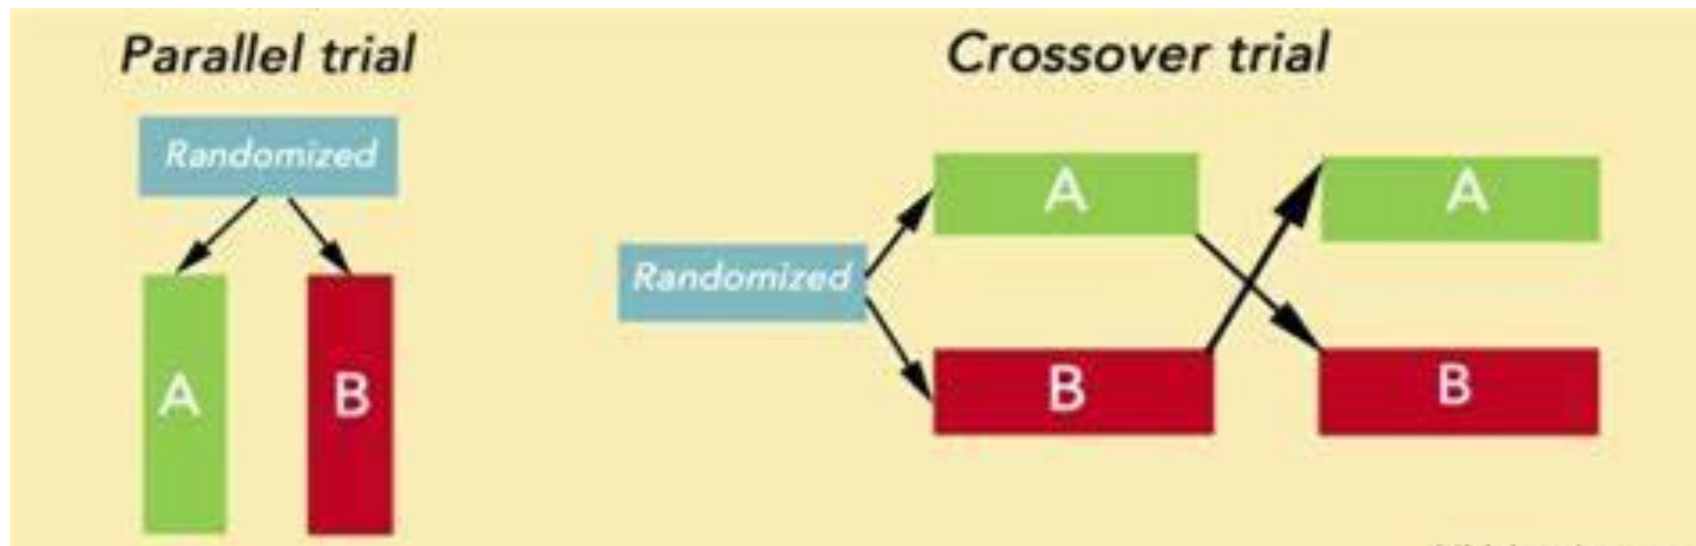 Parallel trial
Randomized
A
B
Crossover trial
Randomized
A
A
B
B